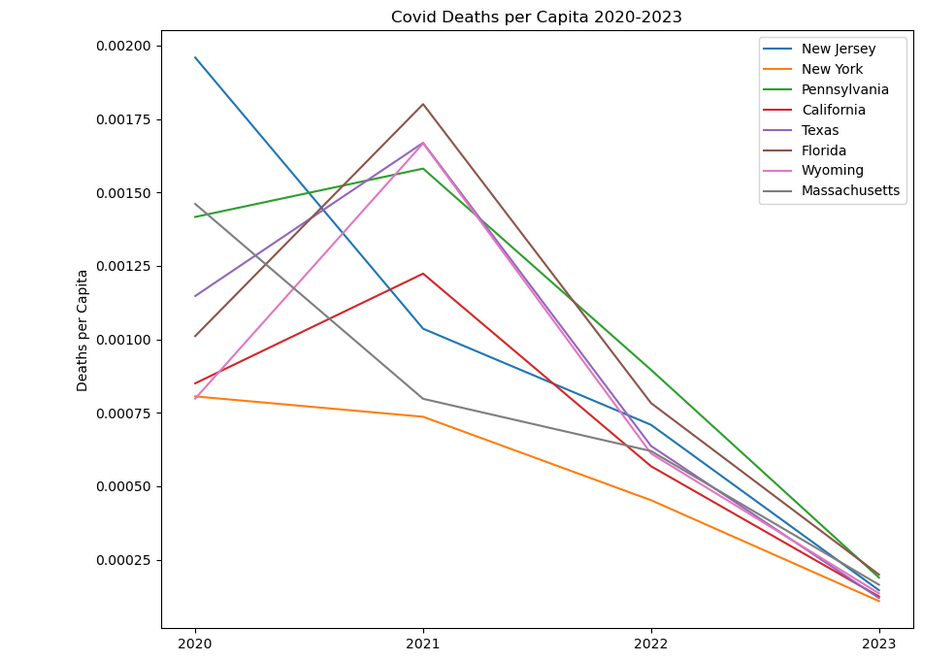 Covid Deaths per Capita 2020-2023
0.00200
0.00175
0.00150
0.00125
0.00100
0.00075
0.00050
0.00025
Deaths per Capita
New Jersey
New York
Pennsylvania
California
Texas
Florida
Wyoming
Massachusetts
2020 2021 2022 2023